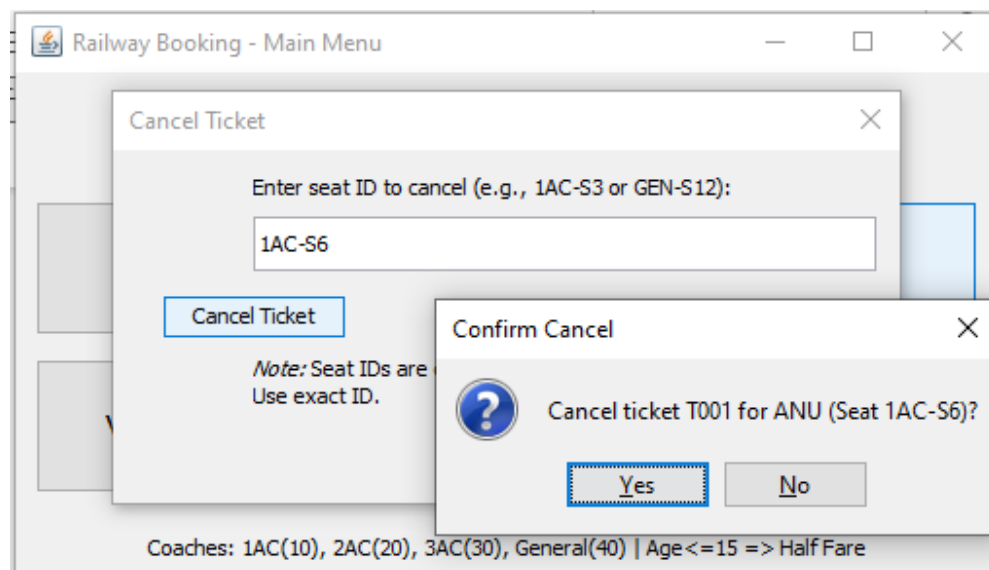 Railway Booking - Main Menu
Cancel Ticket
Enter seat ID to cancel (e.g., 1AC-S3 or GEN-S12):
1AC-S6
Cancel Ticket
Note: Seat IDs are
Use exact ID.
Confirm Cancel
Cancel ticket T001 for ANU (Seat 1AC-S6)?
Yes
No
Coaches: 1AC(10), 2AC(20), 3AC(30), General(40) | Age<=15 => Half Fare